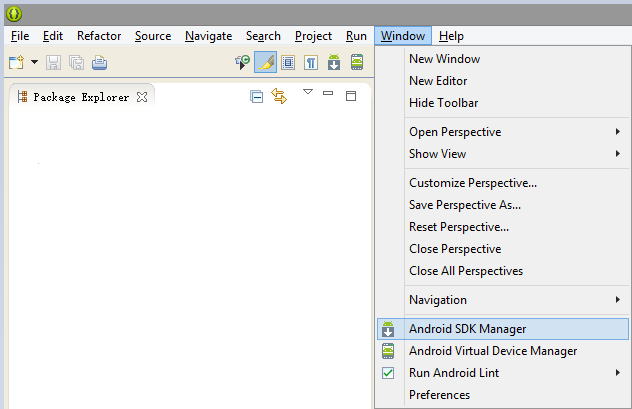 File Edit Refactor Source Navigate Search Project Run Window Help
Package Explorer
New Window
New Editor
Hide Toolbar
Open Perspective
Show View
Customize Perspective...
Save Perspective As...
Reset Perspective...
Close Perspective
Close All Perspectives
Navigation
Android SDK Manager
Android Virtual Device Manager
Run Android Lint
Preferences